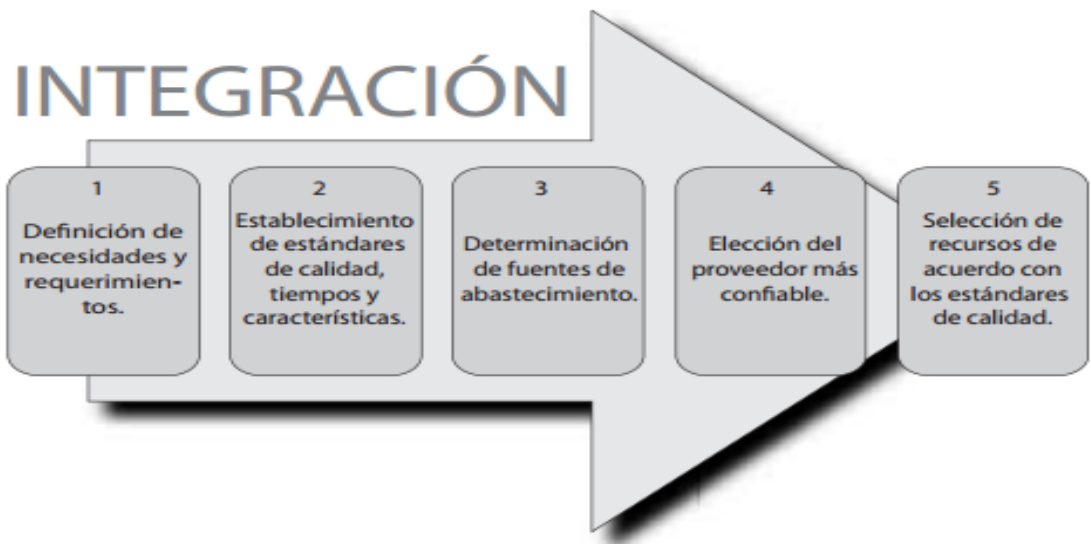 INTEGRACIÓN
1
Definición de
necesidades y
requerimien-
tos.
2
Establecimiento
de estándares
de calidad,
tiempos y
características.
3
Determinación
de fuentes de
abastecimiento.
4
Elección del
proveedor más
confiable.
5
Selección de
recursos de
acuerdo con
los estándares
de calidad.